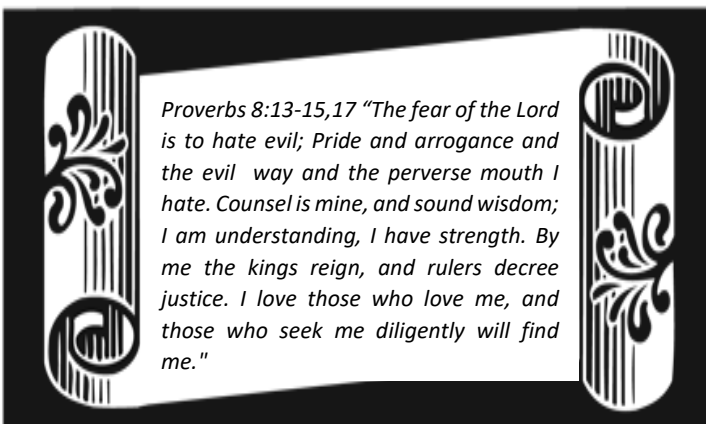 Proverbs 8:13-15,17 “The fear of the Lord
is to hate evil; Pride and arrogance and
the evil  way and the perverse mouth I
hate. Counsel is mine, and sound wisdom;
I am understanding, I have strength. By
me the kings reign, and rulers decree
justice. I love those who love me, and
those who seek me diligently will find
me."